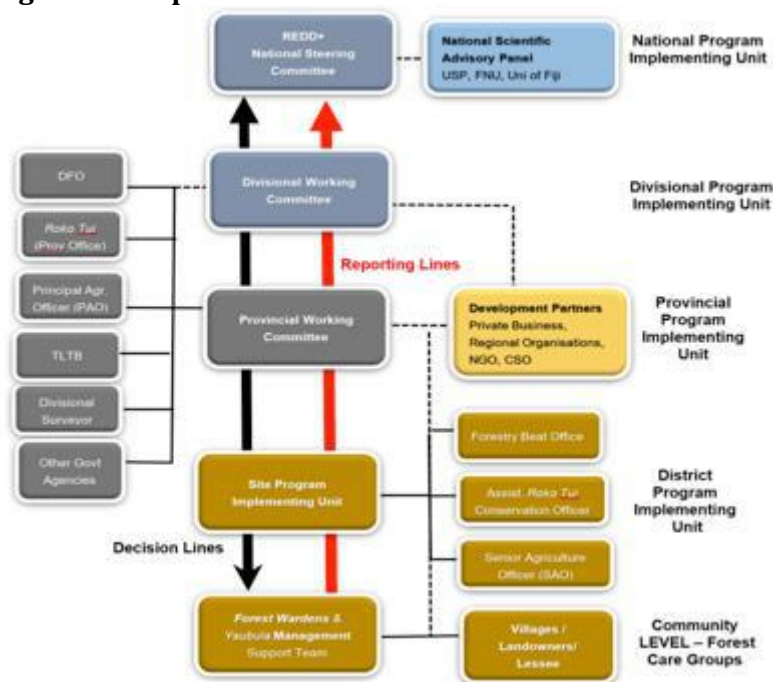 REDD+
National Steering
Committee
National Scientific
Advisory Panel
USP, FNU, Uni of Fiji
National Program
Implementing Unit
DFO
Divisional Working
Committee
Divisional Program
Implementing Unit
Roko Tui
(Prov Office)
Reporting Lines
Principal Agr.
Officer (PAO)
Provincial Working
Committee
Development Partners
Private Business,
Regional Organisations,
NGO, CSO
Provincial
Program
Implementing
Unit
TLTB
Divisional
Surveyor
Other Govt
Agencies
Site Program
Implementing Unit
Forestry Beat Office
Assist. Roko Tui
Conservation Officer
Senior Agriculture
Officer (SAO)
District
Program
Implementing
Unit
Decision Lines
Forest Wardens &
Yaubula Management
Support Team
Villages /
Landowners/
Lessee
Community
LEVEL – Forest
Care Groups